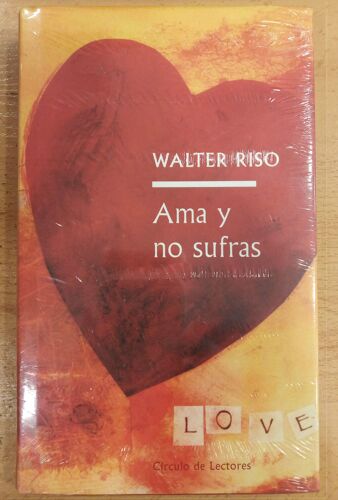 WALTER RISO
Ama y
no sufras
LOVE
Círculo de Lectores